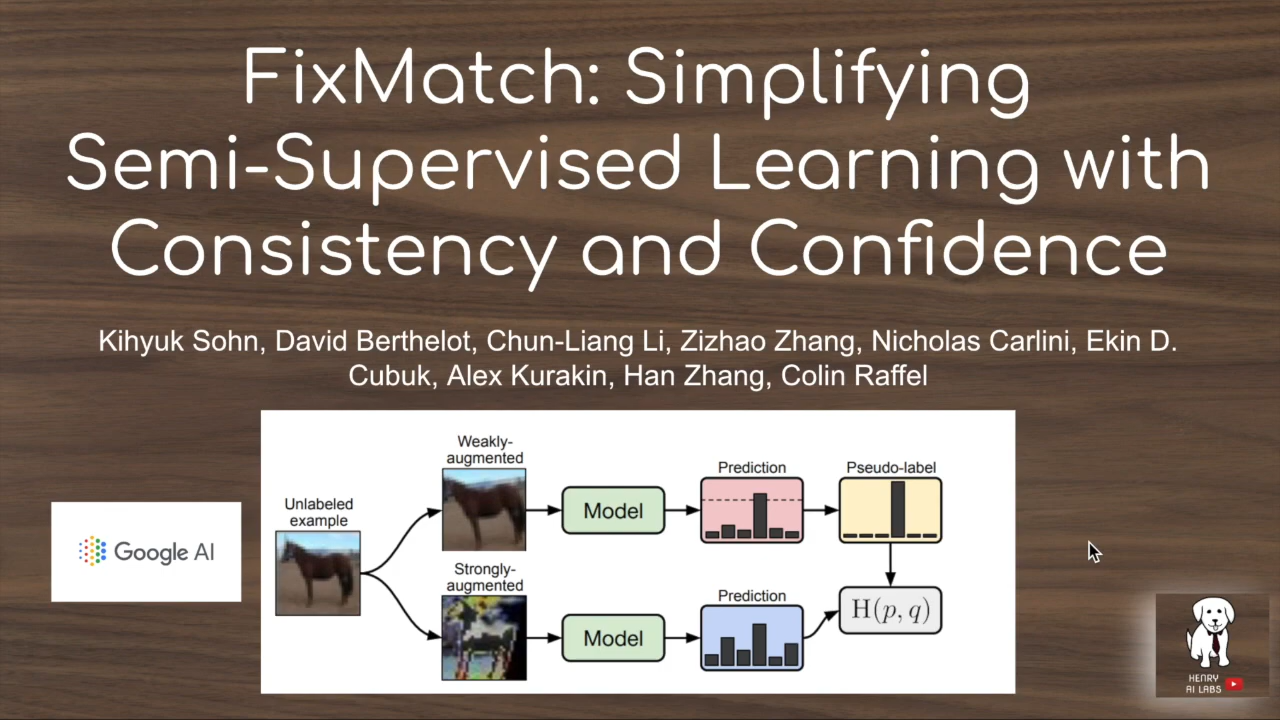 FixMatch: Simplifying
Semi-Supervised Learning with
Consistency and Confidence
Kihyuk Sohn, David Berthelot, Chun-Liang Li, Zizhao Zhang, Nicholas Carlini, Ekin D.
Cubuk, Alex Kurakin, Han Zhang, Colin Raffel
Weakly-
augmented
Prediction
Pseudo-label
Unlabeled
example
Model
Google AI
Strongly-
augmented
Prediction
H(p, q)
Model
HENRY
AI LABS